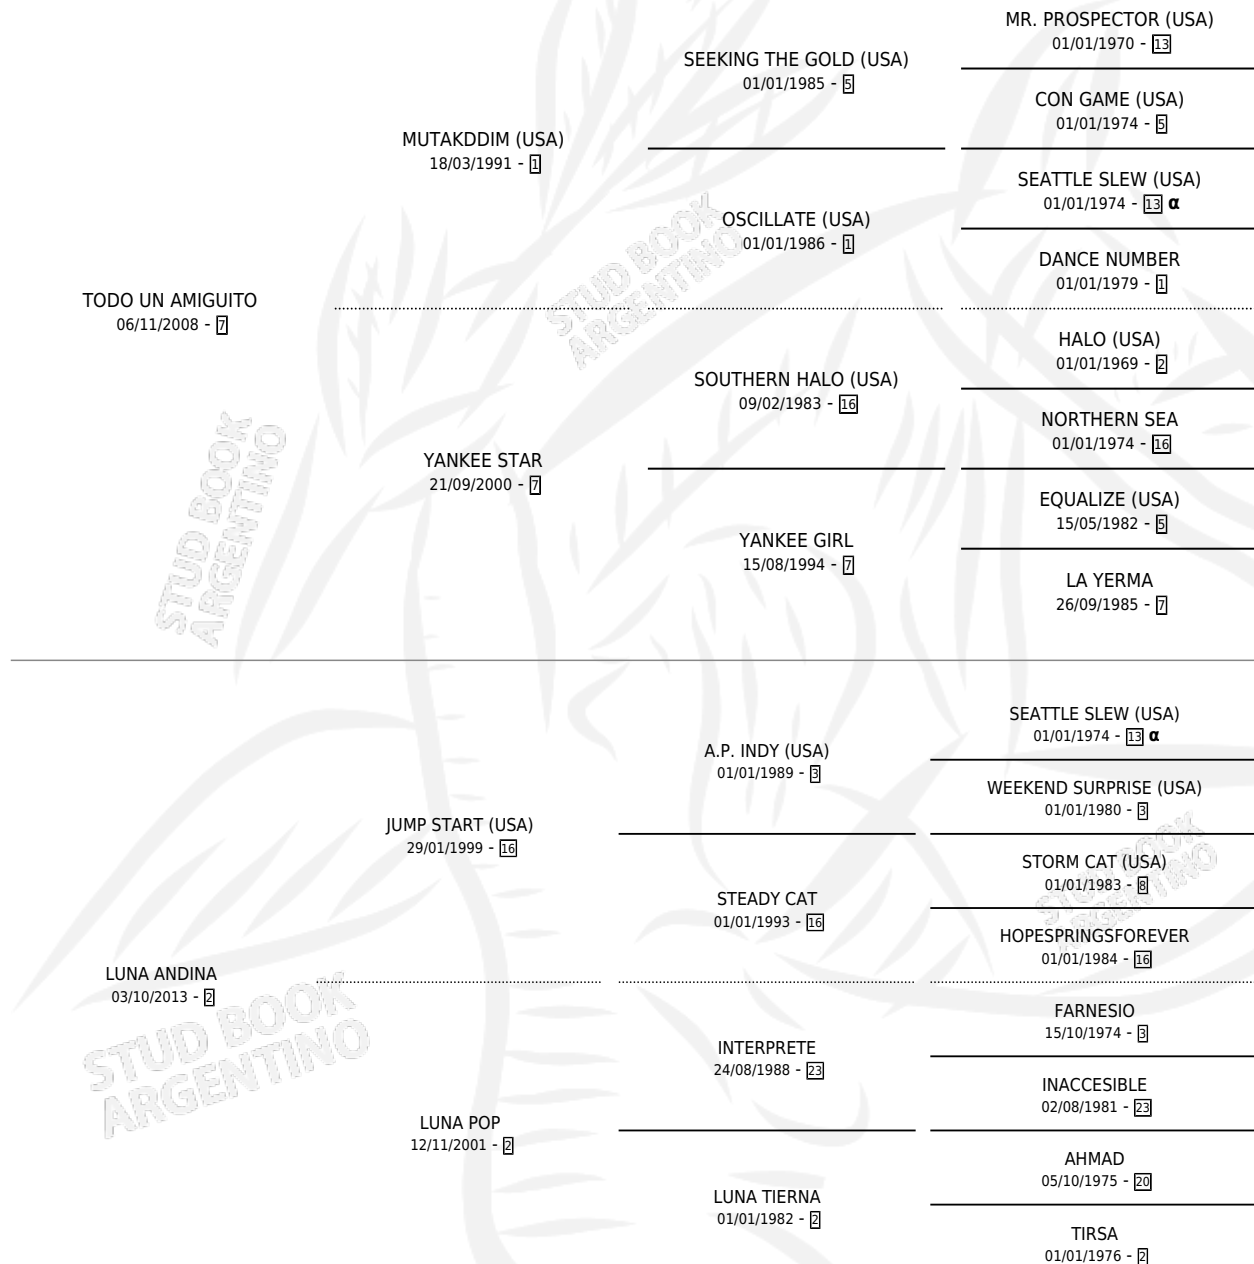 MR. PROSPECTOR (USA)
01/01/1970 - 13
SEEKING THE GOLD (USA)
01/01/1985 - 5
CON GAME (USA)
01/01/1974 - 5
MUTAKDDIM (USA)
18/03/1991 - 1
SEATTLE SLEW (USA)
01/01/1974 - 13 α
OSCILLATE (USA)
01/01/1986 - 1
DANCE NUMBER
01/01/1979 - 1
TODO UN AMIGUITO
06/11/2008 - 7
HALO (USA)
01/01/1969 - 2
SOUTHERN HALO (USA)
09/02/1983 - 16
NORTHERN SEA
01/01/1974 - 16
YANKEE STAR
21/09/2000 - 7
EQUALIZE (USA)
15/05/1982 - 5
YANKEE GIRL
15/08/1994 - 7
LA YERMA
26/09/1985 - 7
SEATTLE SLEW (USA)
01/01/1974 - 13 α
A.P. INDY (USA)
01/01/1989 - 3
WEEKEND SURPRISE (USA)
01/01/1980 - 3
JUMP START (USA)
29/01/1999 - 16
STORM CAT (USA)
01/01/1983 - 8
STEADY CAT
01/01/1993 - 16
HOPESPRINGSFOREVER
01/01/1984 - 16
LUNA ANDINA
03/10/2013 - 2
FARNESIO
15/10/1974 - 3
INTERPRETE
24/08/1988 - 23
INACCESIBLE
02/08/1981 - 23
LUNA POP
12/11/2001 - 2
AHMAD
05/10/1975 - 20
LUNA TIERNA
01/01/1982 - 2
TIRSA
01/01/1976 - 2
STUD BOOK
ARGENTINO
STUD BOOK
ARGENTINO
STUD BOOK
ARGENTINO
STUD BOOK
ARGENTINO